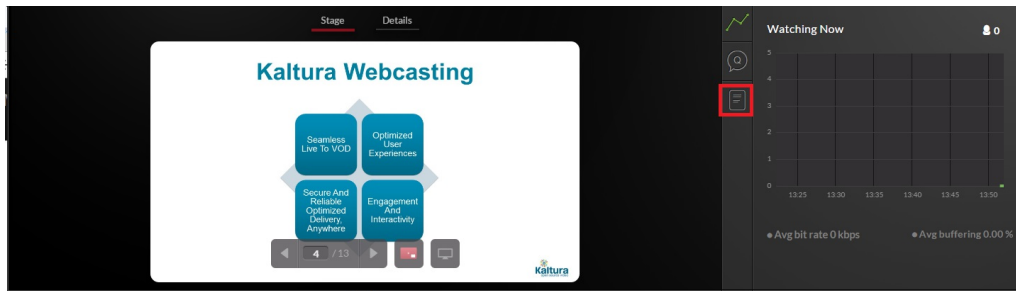 Stage Details
Kaltura Webcasting
Seamless
Live To VOD
Optimized
User
Experiences
Secure And
Reliable
Optimized
Delivery,
Anywhere
Engagement
And
Interactivity
4 / 13
kaltura
Watching Now 0
5
4
3
2
1
0
13:25 13:30 13:35 13:40 13:45 13:50
Avg bit rate 0 kbps Avg buffering 0.00 %